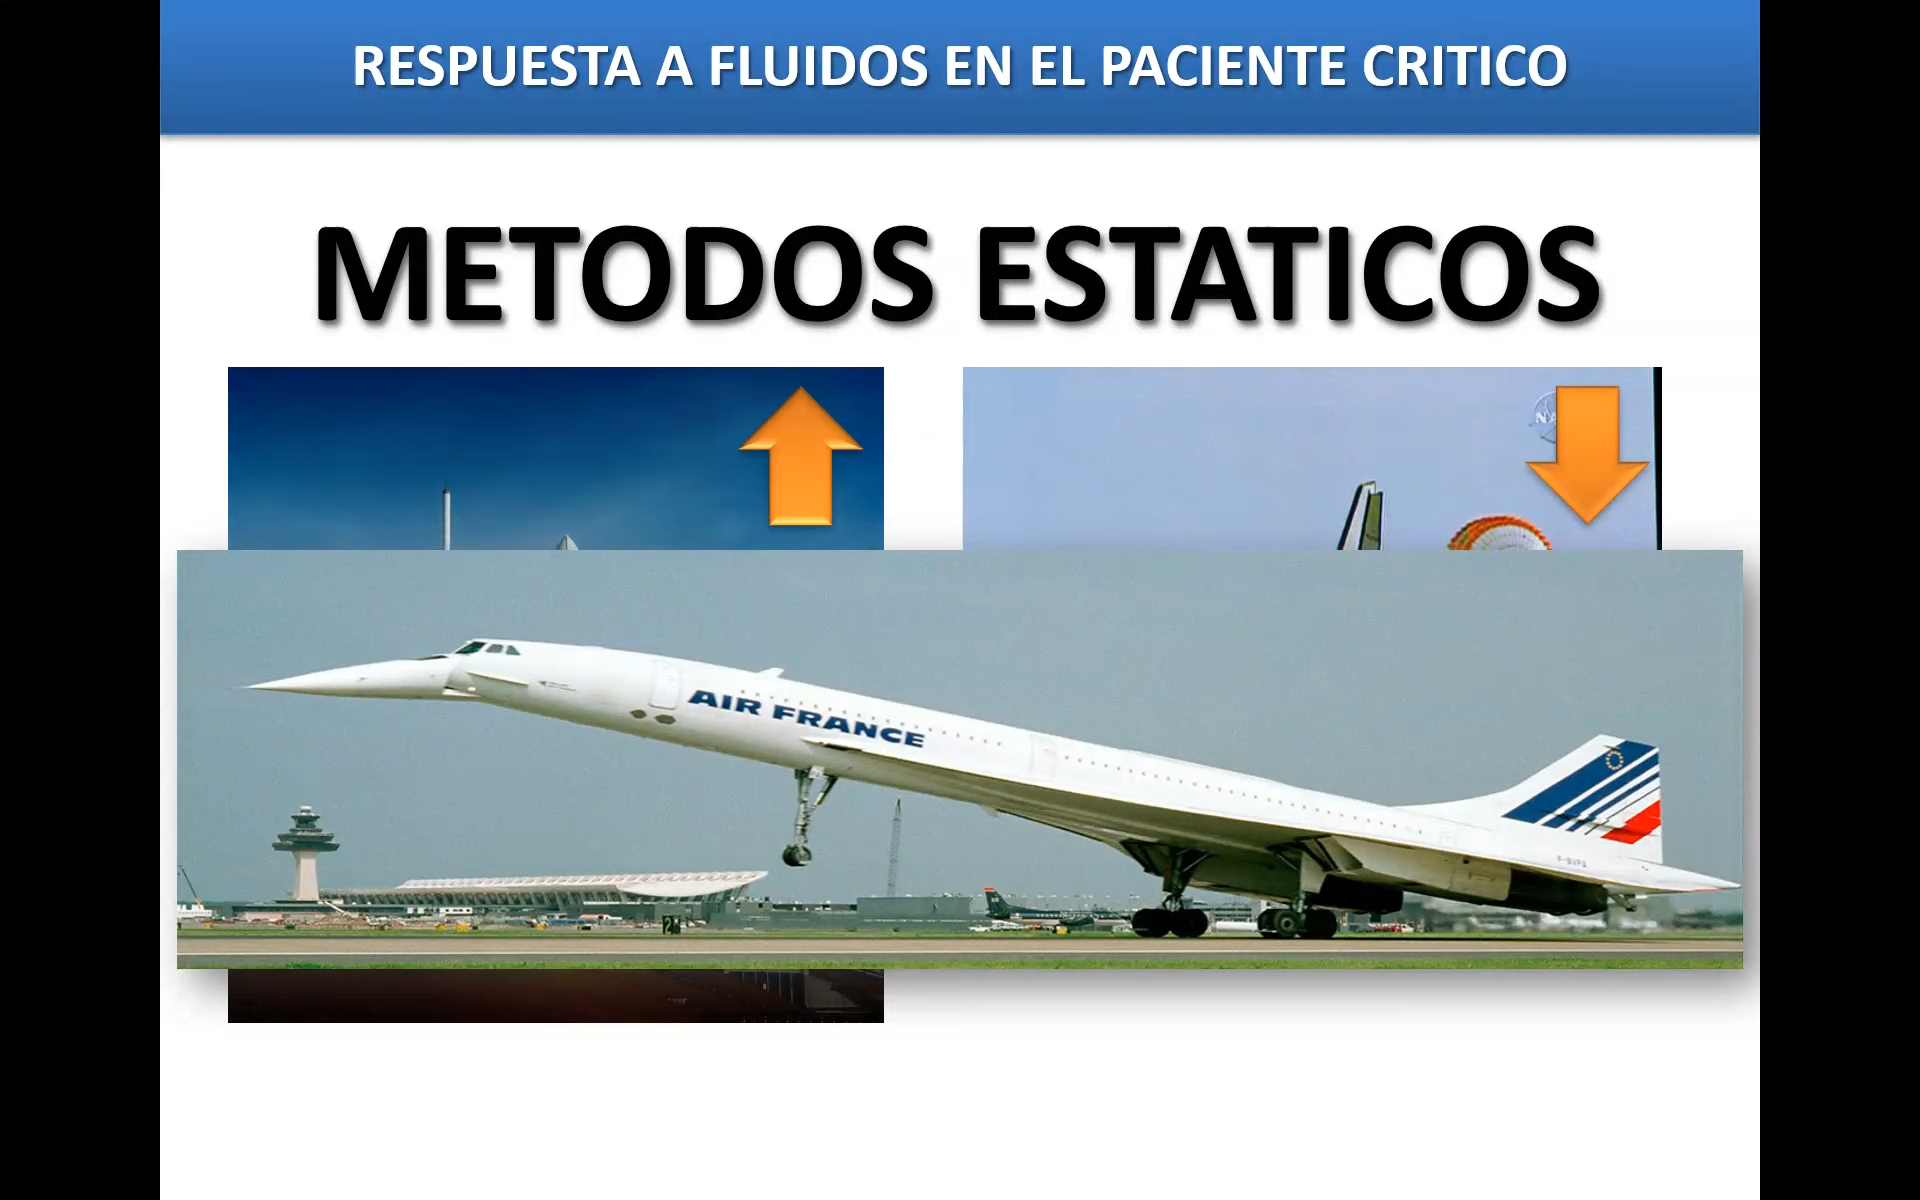 RESPUESTA A FLUIDOS EN EL PACIENTE CRITICO
METODOS ESTATICOS
AIR FRANCE